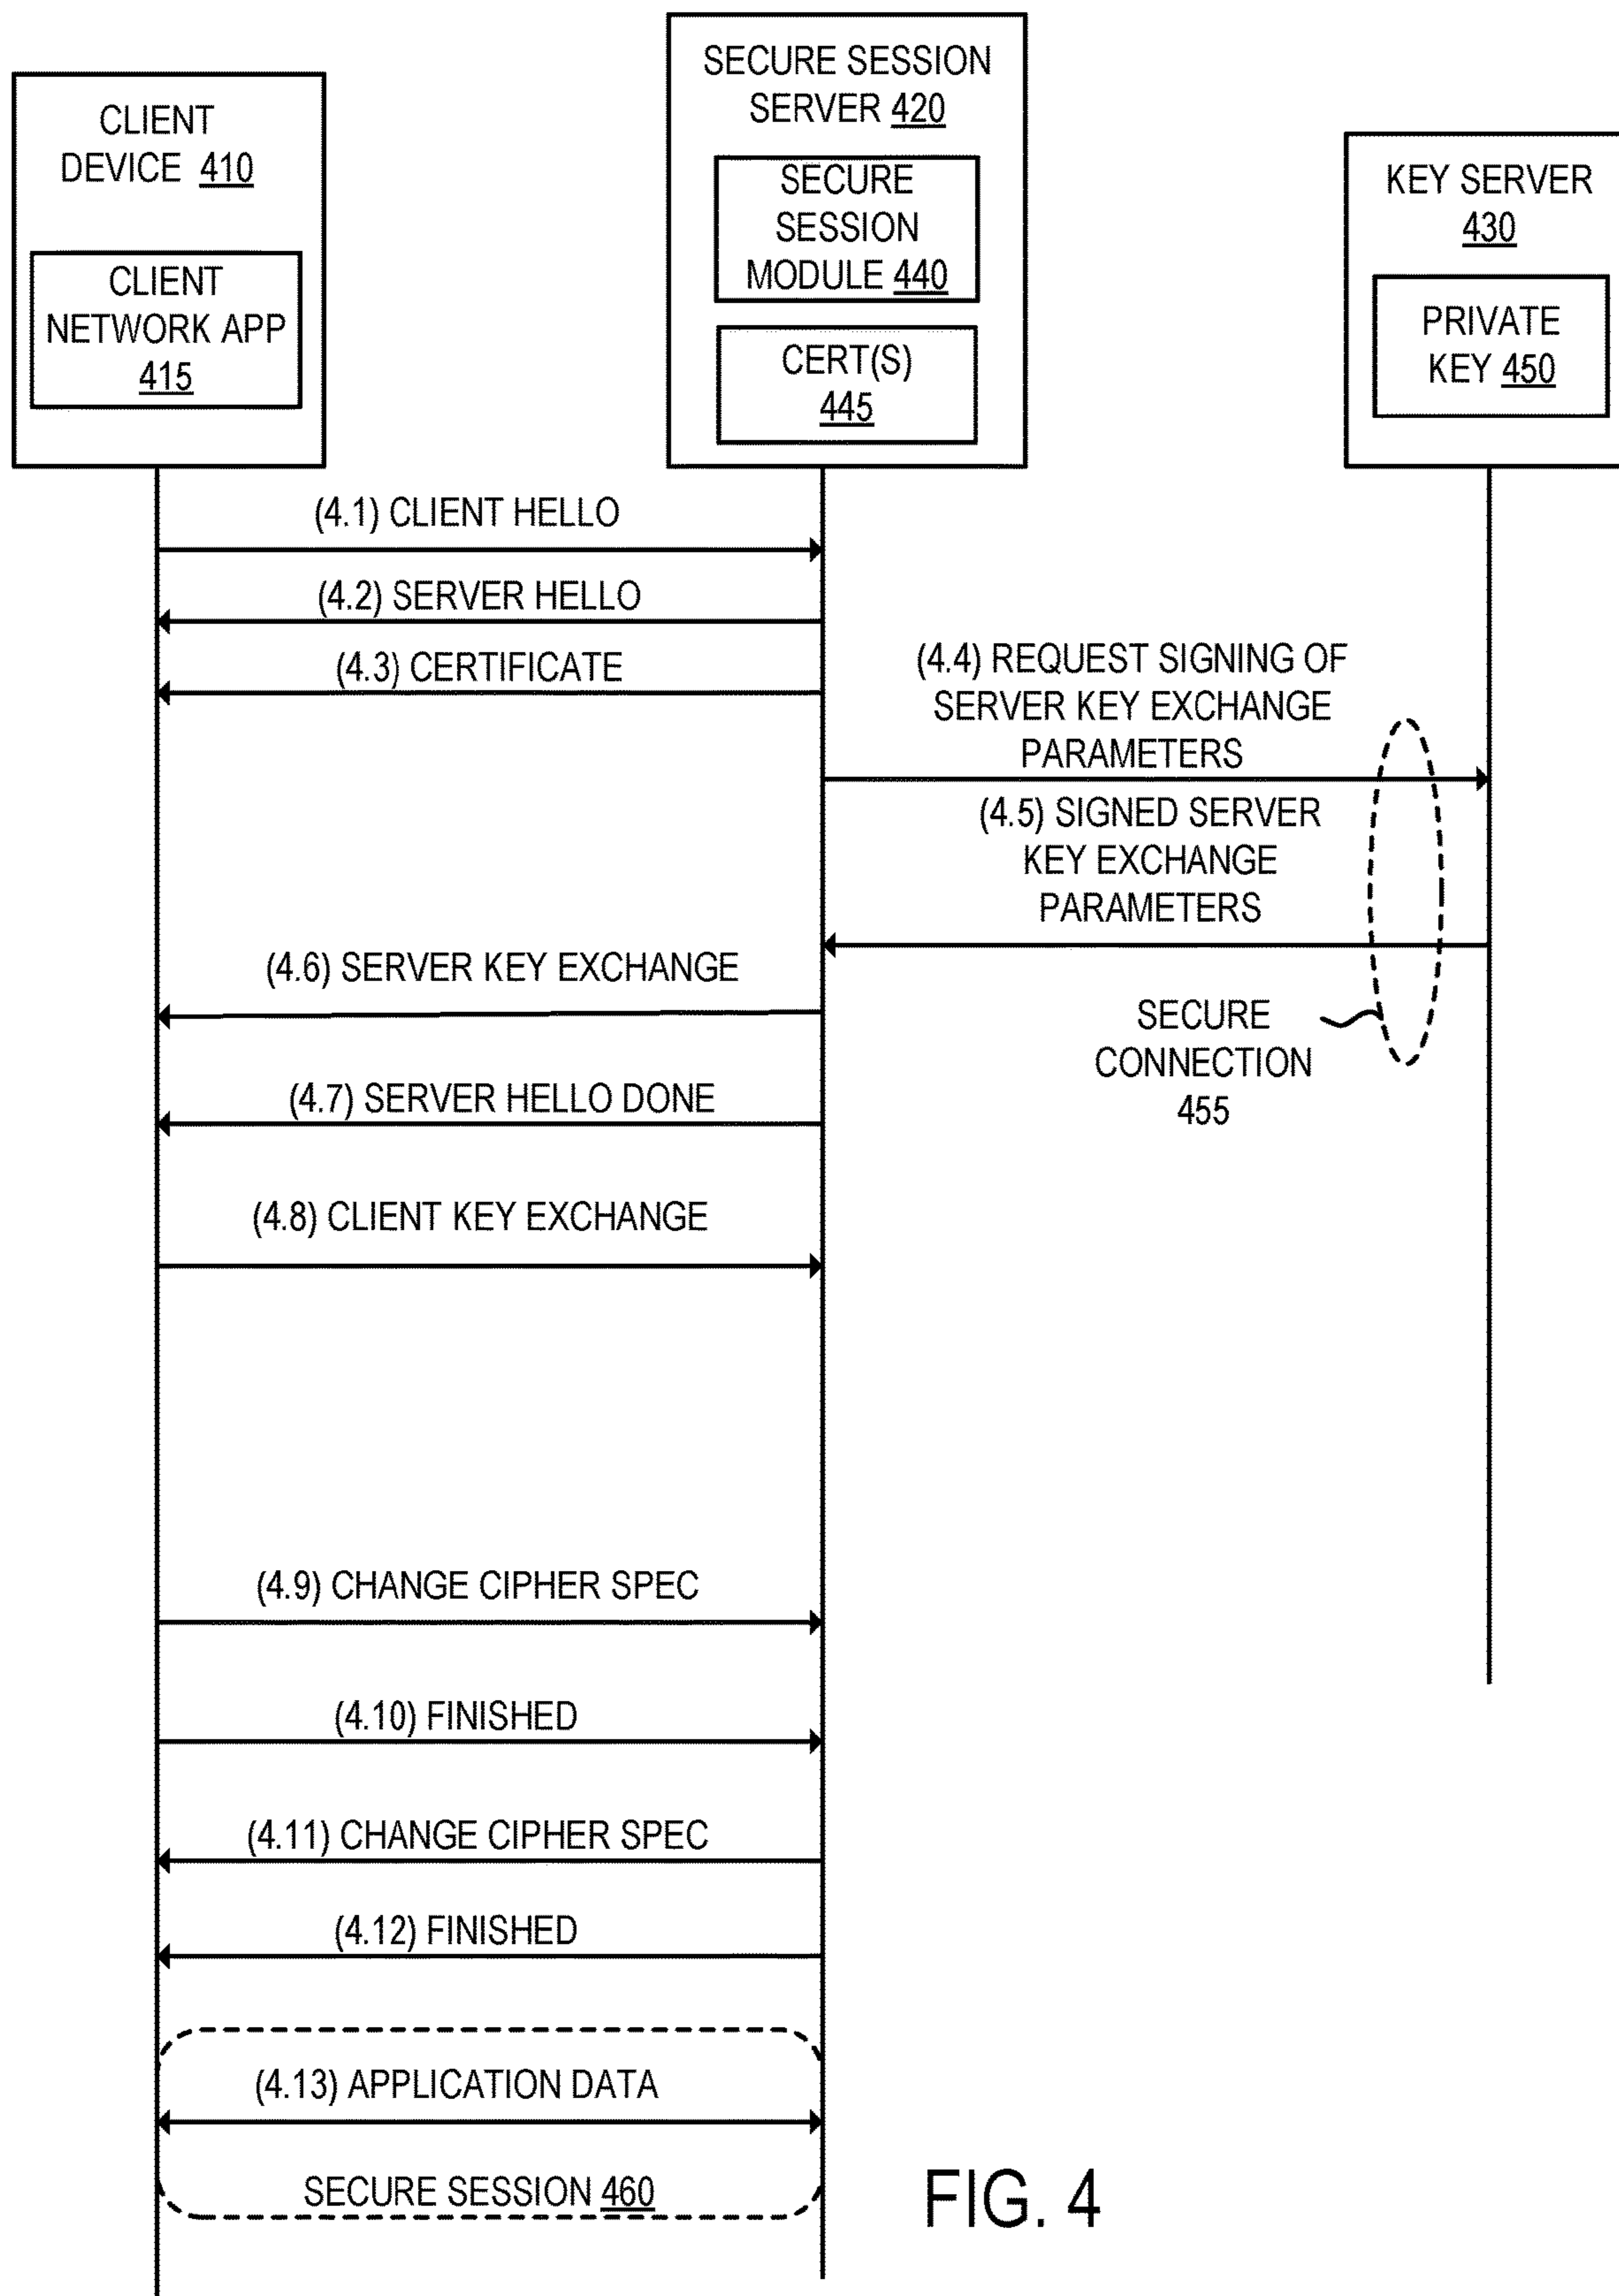 CLIENT
DEVICE 410
CLIENT
NETWORK APP
415
SECURE SESSION
SERVER 420
SECURE
SESSION
MODULE 440
CERT(S)
445
KEY SERVER
430
PRIVATE
KEY 450
(4.1) CLIENT HELLO
(4.2) SERVER HELLO
(4.3) CERTIFICATE
(4.4) REQUEST SIGNING OF
SERVER KEY EXCHANGE
PARAMETERS
(4.5) SIGNED SERVER
KEY EXCHANGE
PARAMETERS
(4.6) SERVER KEY EXCHANGE
SECURE
CONNECTION
455
(4.7) SERVER HELLO DONE
(4.8) CLIENT KEY EXCHANGE
(4.9) CHANGE CIPHER SPEC
(4.10) FINISHED
(4.11) CHANGE CIPHER SPEC
(4.12) FINISHED
(4.13) APPLICATION DATA
SECURE SESSION 460
FIG. 4